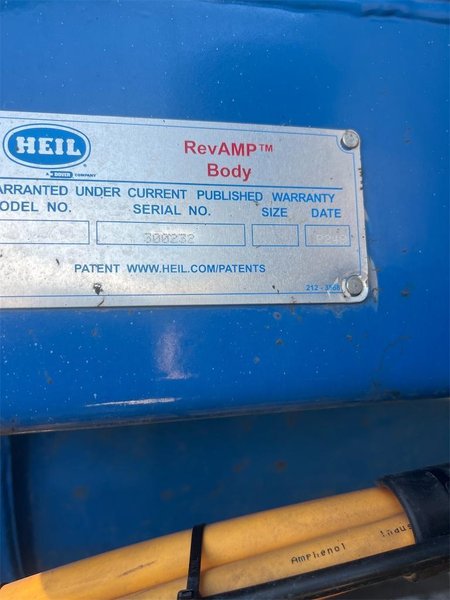 HEIL
A DOVER COMPANY
RevAMP™
Body
ARRANTED UNDER CURRENT PUBLISHED WARRANTY
ODEL NO. SERIAL NO. SIZE DATE
300232
PATENT WWW.HEIL.COM/PATENTS
Amphenol